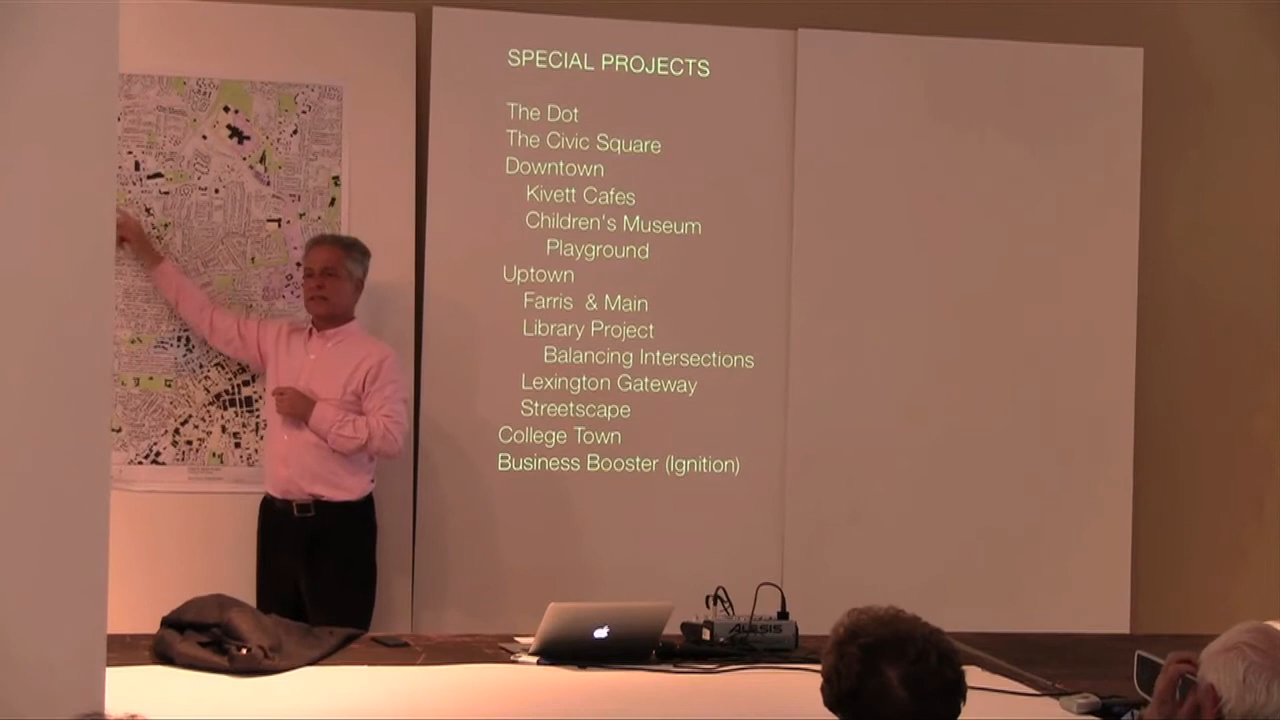 SPECIAL PROJECTS
The Dot
The Civic Square
Downtown
Kivett Cafes
Children's Museum
Playground
Uptown
Farris & Main
Library Project
Balancing Intersections
Lexington Gateway
Streetscape
College Town
Business Booster (Ignition)
ALESIS